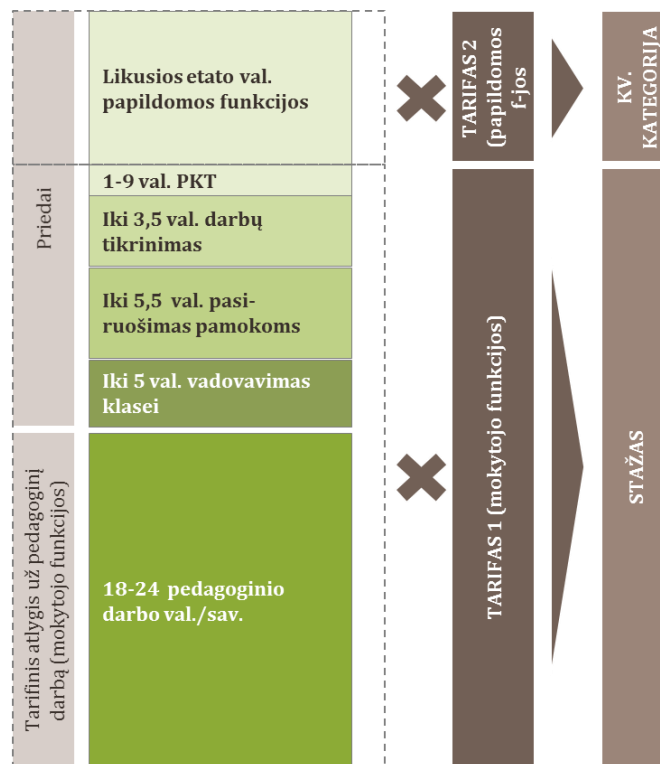 Likusios etato val.
papildomos funkcijos
1-9 val. PKT
Iki 3,5 val. darbų
tikrinimas
Iki 5,5 val. pasi-
ruošimas pamokoms
Iki 5 val. vadovavimas
klasei
18-24 pedagoginio
darbo val./sav.
Priedai
Tarifinis atlygis už pedagoginį
darbą (mokytojo funkcijos)
TARIFAS 2
(papildomos
f-jos
TARIFAS 1 (mokytojo funkcijos)
KV.
KATEGORIJA
STAŽAS